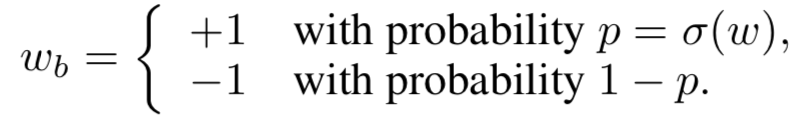 w_b = { +1 with probability p = σ(w),
−1 with probability 1 − p.